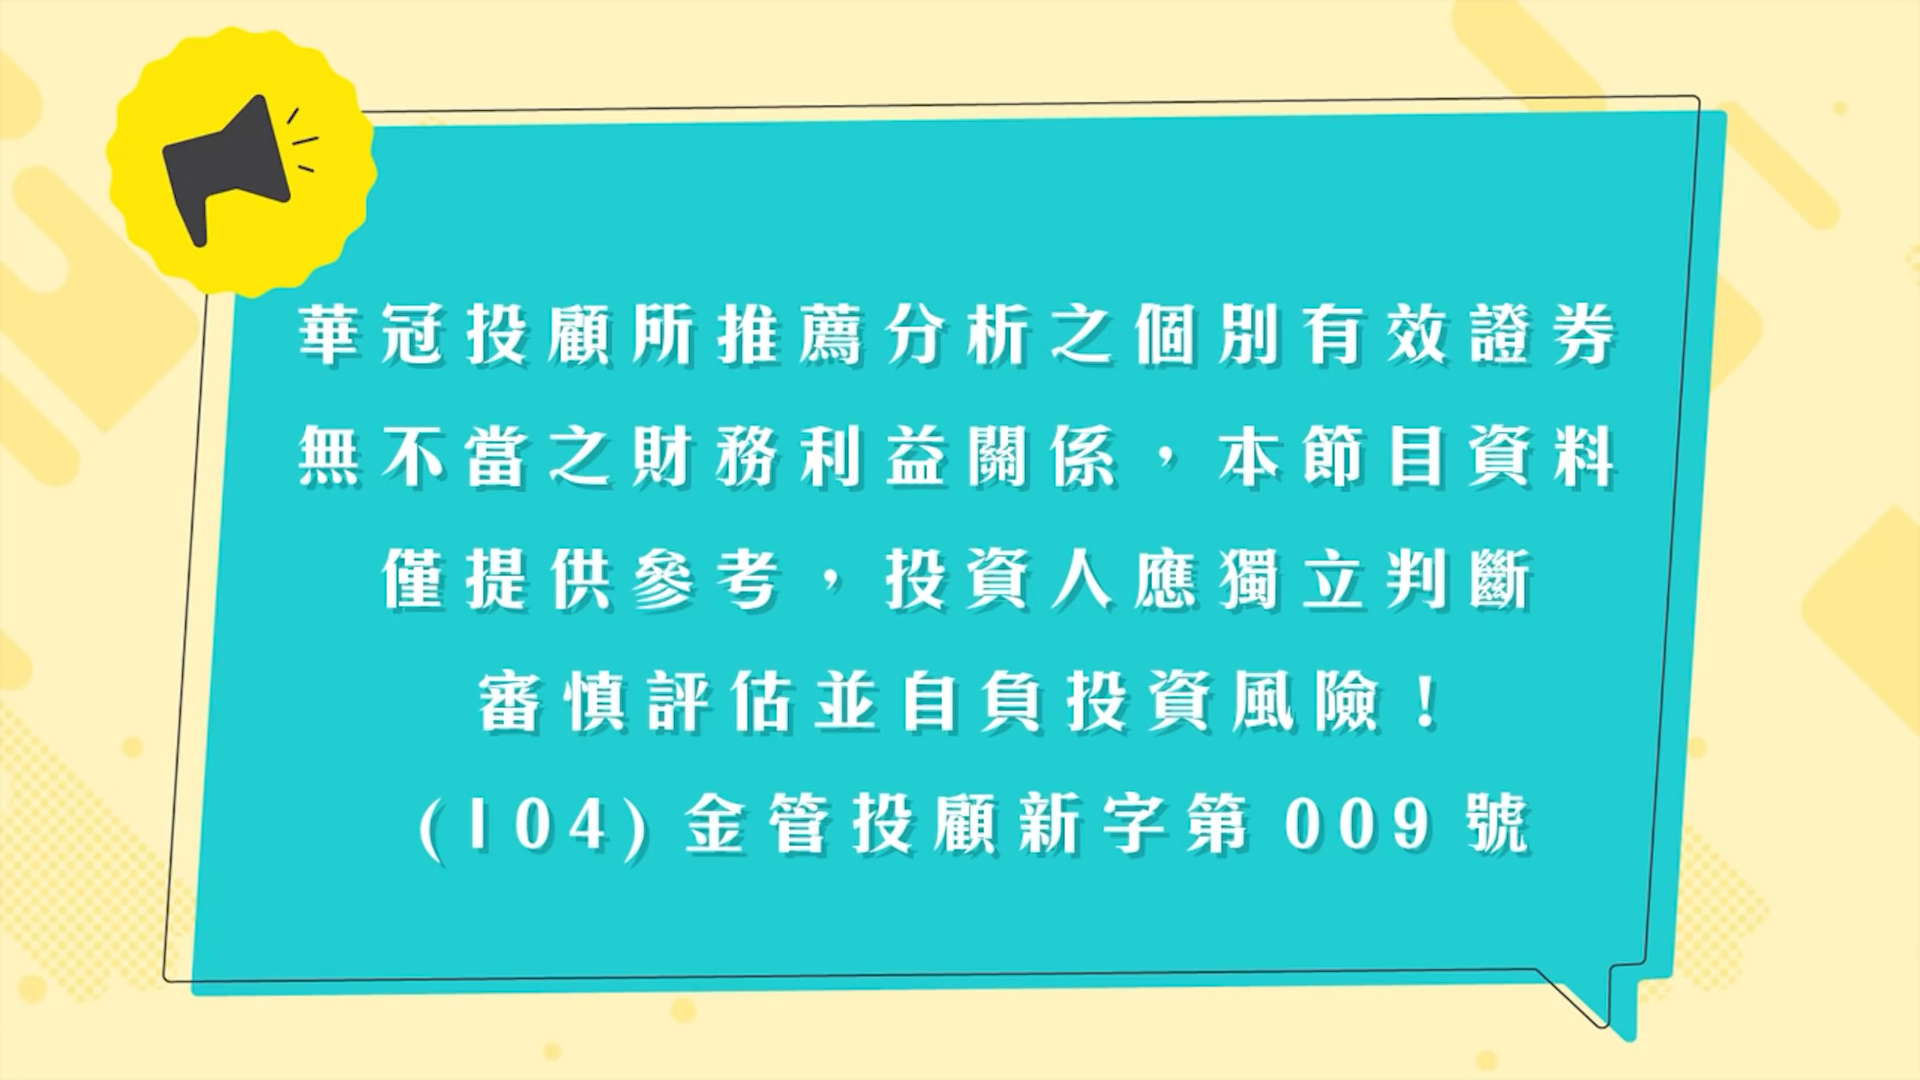 華冠投顧所推薦分析之個別有效證券
無不當之財務利益關係，本節目資料
僅提供參考，投資人應獨立判斷
審慎評估並自負投資風險！
(104) 金管投顧新字第 009 號